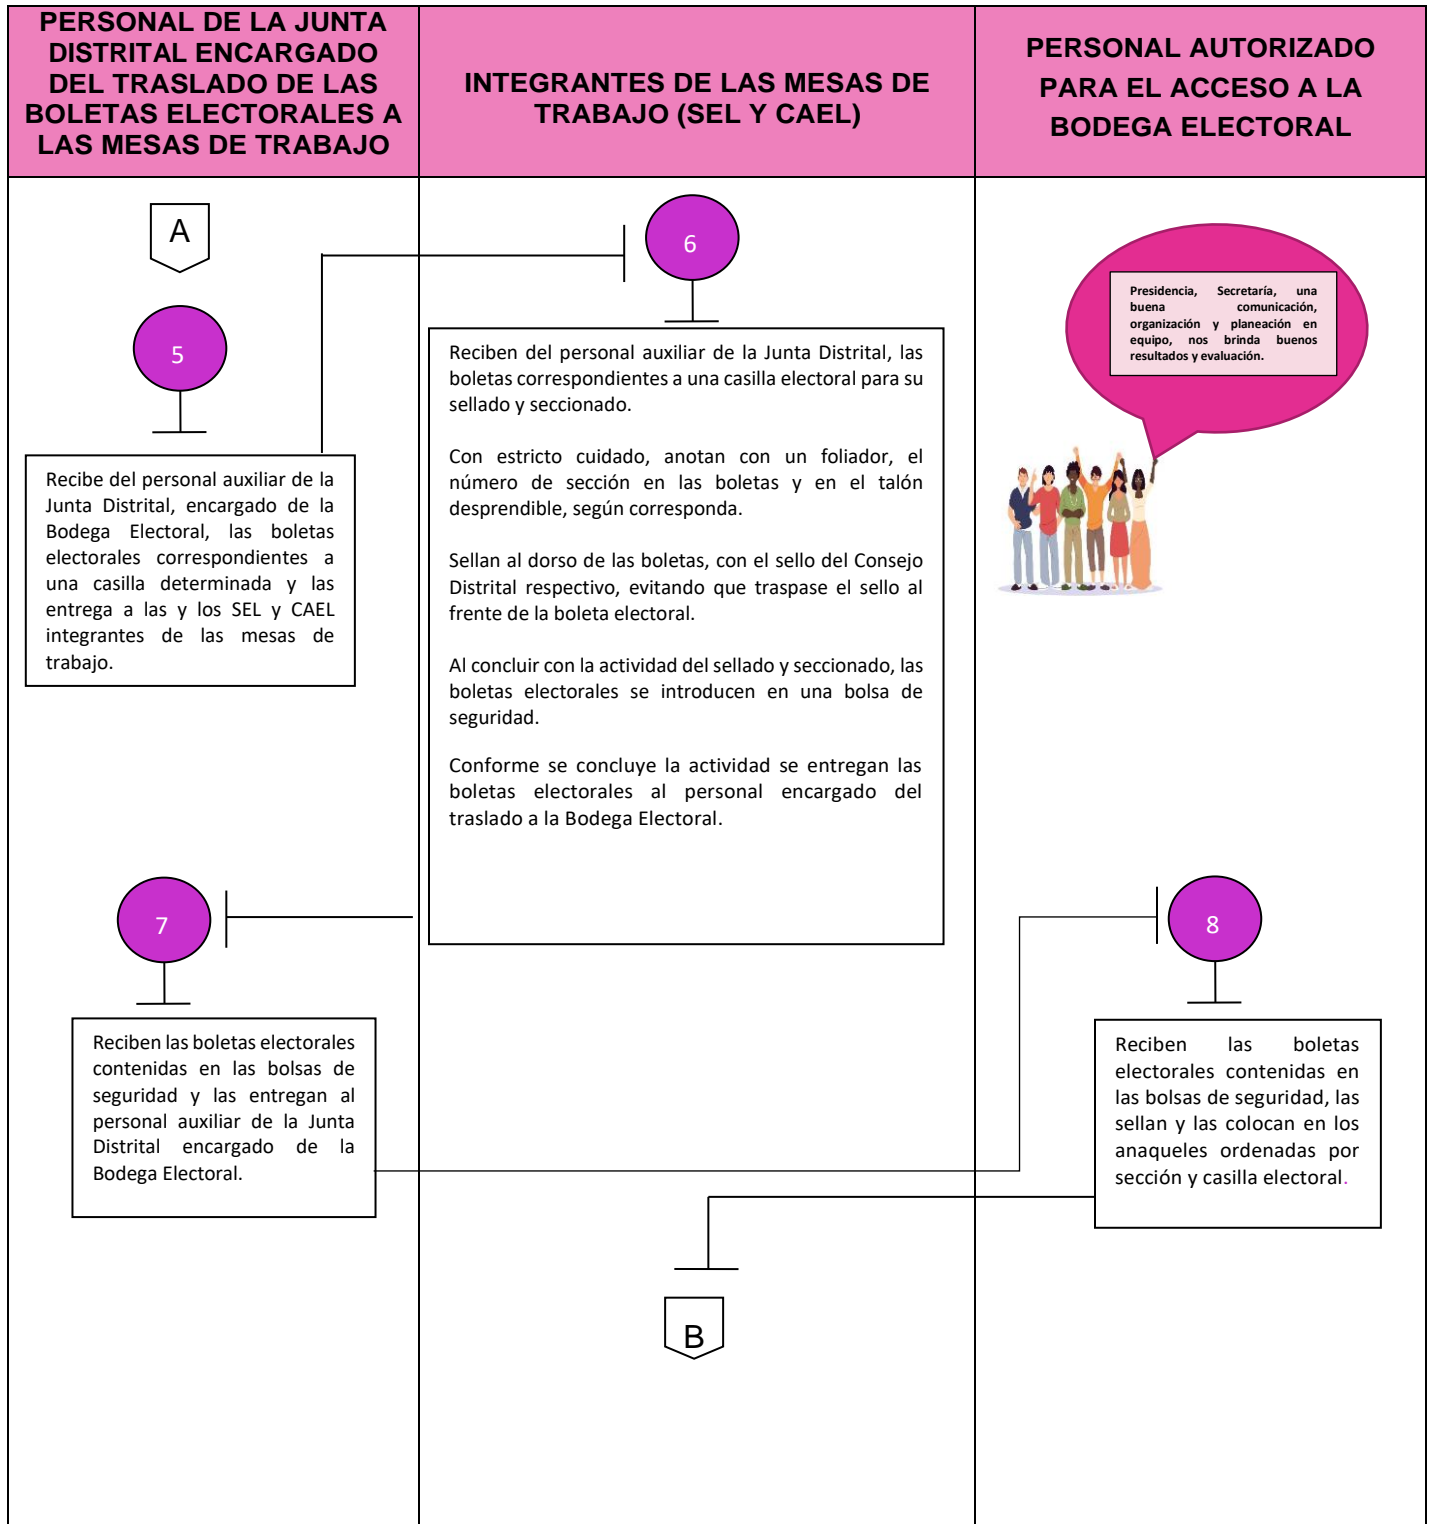 PERSONAL DE LA JUNTA
DISTRITAL ENCARGADO
DEL TRASLADO DE LAS
BOLETAS ELECTORALES A
LAS MESAS DE TRABAJO
INTEGRANTES DE LAS MESAS DE
TRABAJO (SEL Y CAEL)
PERSONAL AUTORIZADO
PARA EL ACCESO A LA
BODEGA ELECTORAL
A
5
Recibe del personal auxiliar de la
Junta Distrital, encargado de la
Bodega Electoral, las boletas
electorales correspondientes a
una casilla determinada y las
entrega a las y los SEL y CAEL
integrantes de las mesas de
trabajo.
6
Reciben del personal auxiliar de la Junta Distrital, las
boletas correspondientes a una casilla electoral para su
sellado y seccionado.
Con estricto cuidado, anotan con un foliador, el
número de sección en las boletas y en el talón
desprendible, según corresponda.
Sellan al dorso de las boletas, con el sello del Consejo
Distrital respectivo, evitando que traspase el sello al
frente de la boleta electoral.
Al concluir con la actividad del sellado y seccionado, las
boletas electorales se introducen en una bolsa de
seguridad.
Conforme se concluye la actividad se entregan las
boletas electorales al personal encargado del
traslado a la Bodega Electoral.
Presidencia, Secretaría, una
buena comunicación,
organización y planeación en
equipo, nos brinda buenos
resultados y evaluación.
7
Reciben las boletas electorales
contenidas en las bolsas de
seguridad y las entregan al
personal auxiliar de la Junta
Distrital encargado de la
Bodega Electoral.
8
Reciben las boletas
electorales contenidas en
las bolsas de seguridad, las
sellan y las colocan en los
anaqueles ordenadas por
sección y casilla electoral.
B